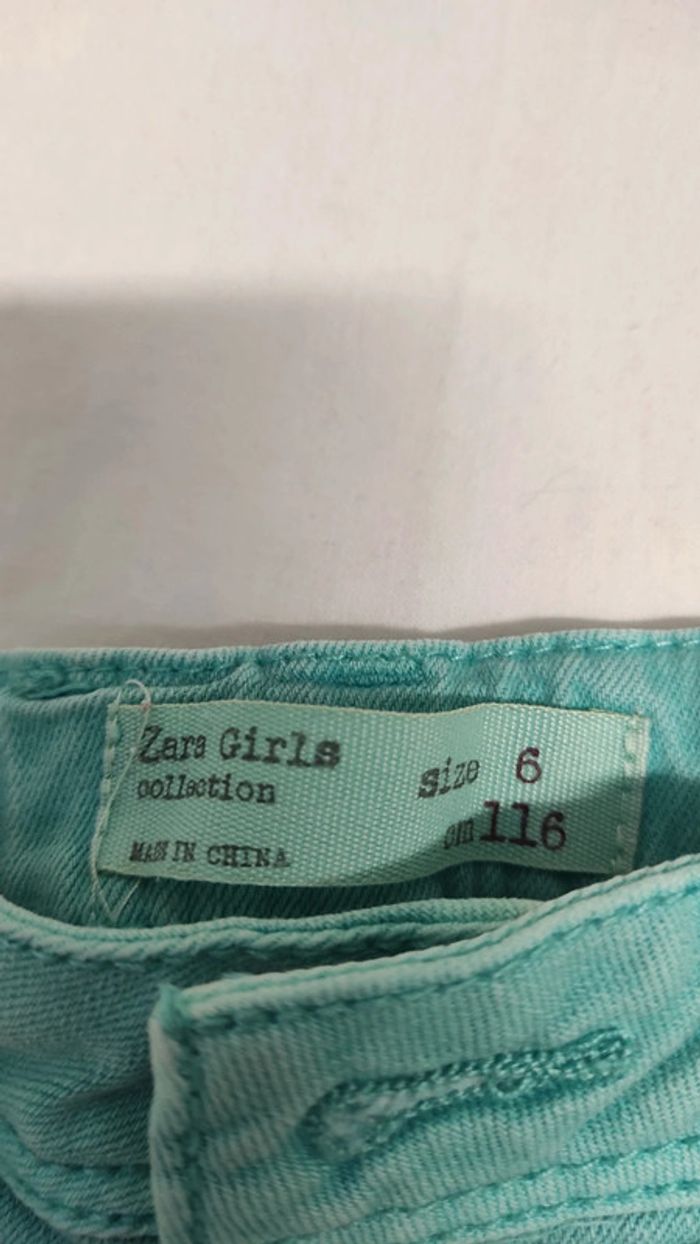 Zara Girls size 6
collection cm 116
MADE IN CHINA